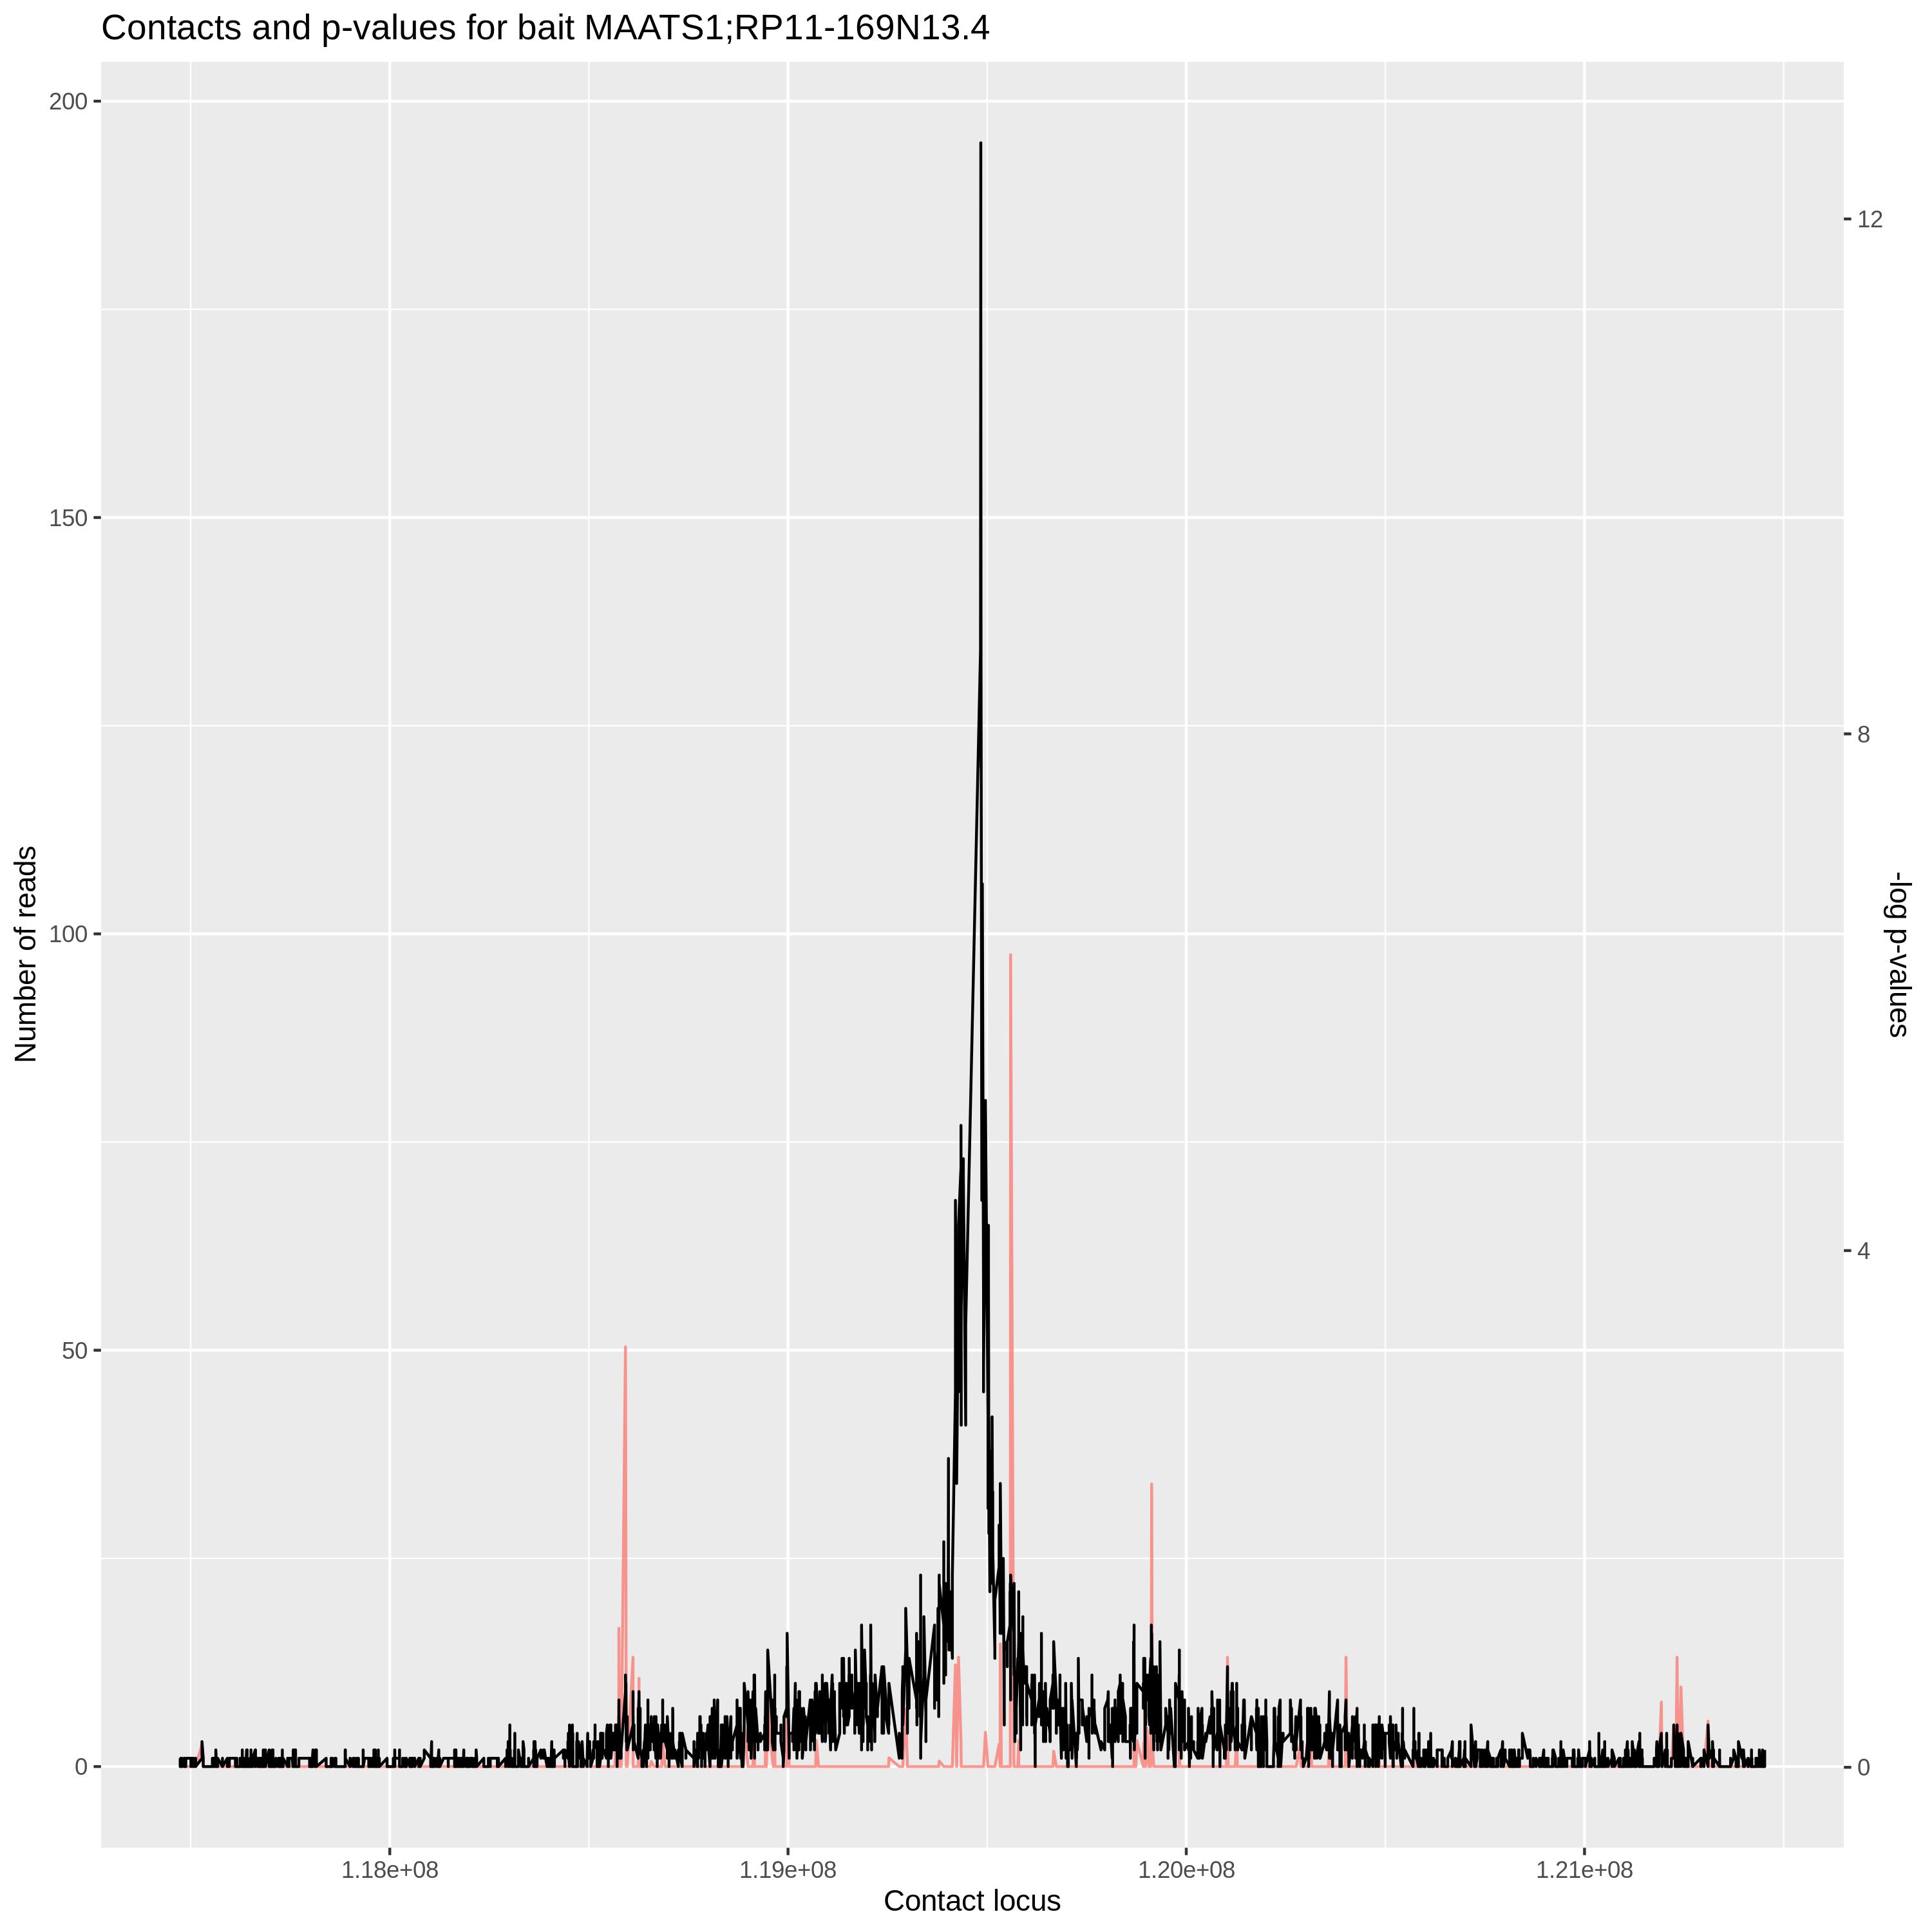 Contacts and p-values for bait MAATS1;RP11-169N13.4
200
150
100
50
0
Number of reads
12
8
4
0
-log p-values
1.18e+08
1.19e+08
1.20e+08
1.21e+08
Contact locus